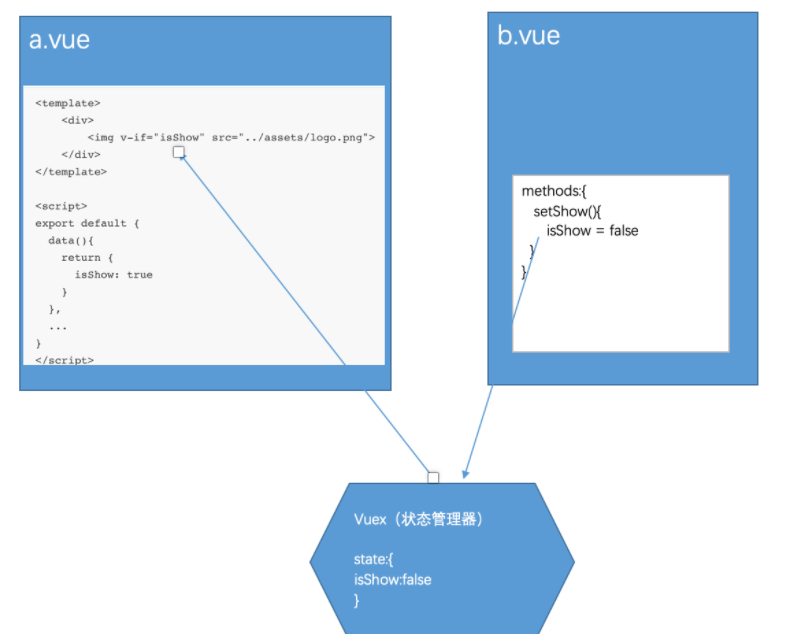 a.vue
<template>
<div>
<img v-if="isShow" src="../assets/logo.png">
</div>
</template>
<script>
export default {
data(){
return {
isShow: true
}
},
...
}
</script>
b.vue
methods:{
setShow(){
isShow = false
}
}
Vuex（状态管理器）
state:{
isShow:false
}